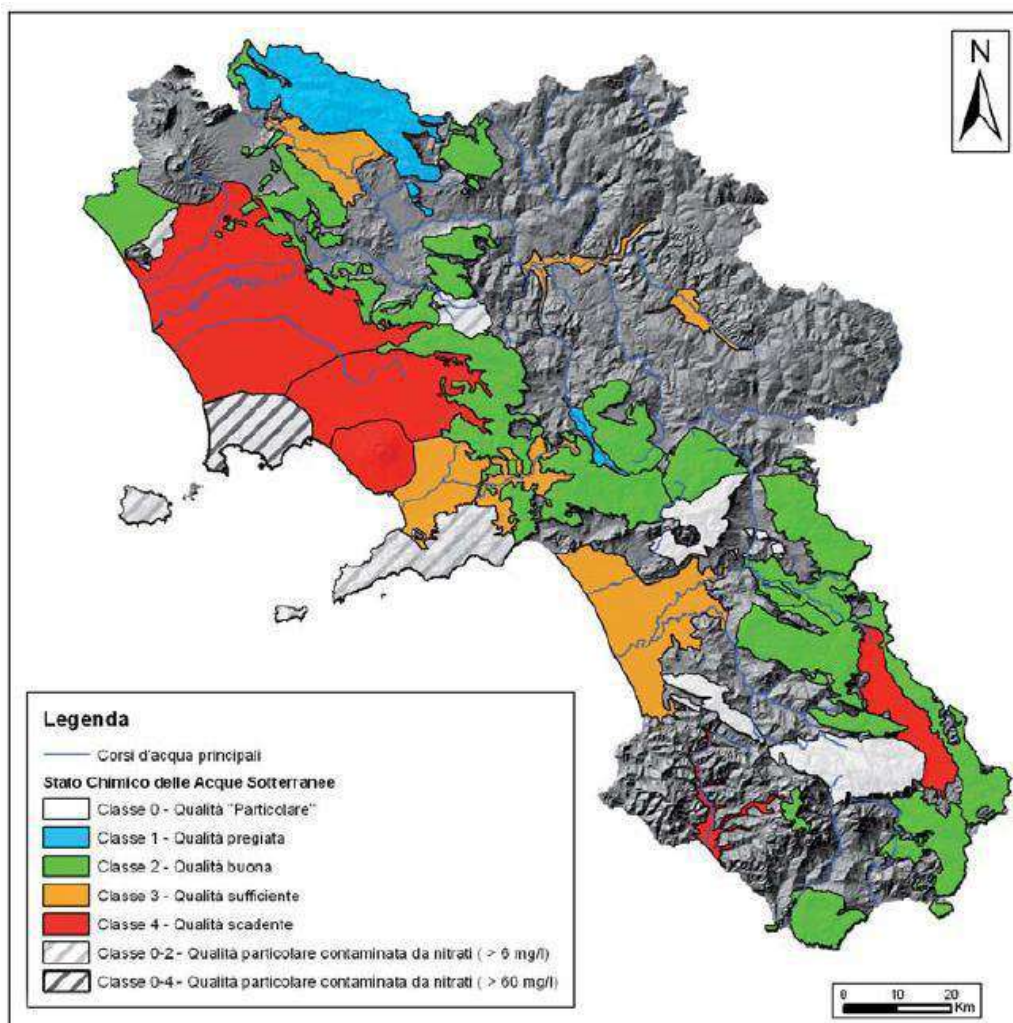 N
Legenda
Corsi d'acqua principali
Stato Chimico delle Acque Sotterranee
Classe 0 - Qualità "Particolare"
Classe 1 - Qualità pregiata
Classe 2 - Qualità buona
Classe 3 - Qualità sufficiente
Classe 4 - Qualità scadente
Classe 0-2 - Qualità particolare contaminata da nitrati ( > 6 mg/l)
Classe 0-4 - Qualità particolare contaminata da nitrati ( > 60 mg/l)
0 10 20
Km